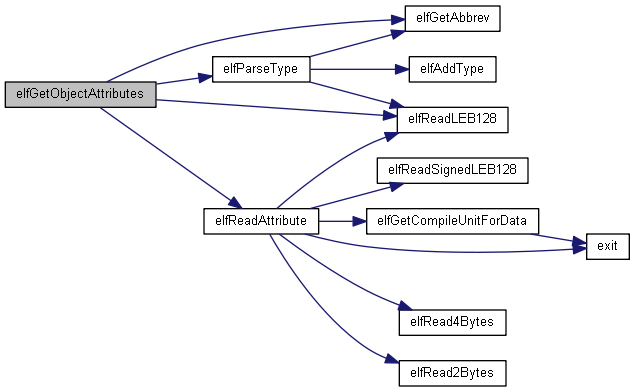 elfGetAbbrev
elfParseType
elfAddType
elfGetObjectAttributes
elfReadLEB128
elfReadSignedLEB128
elfReadAttribute
elfGetCompileUnitForData
exit
elfRead4Bytes
elfRead2Bytes